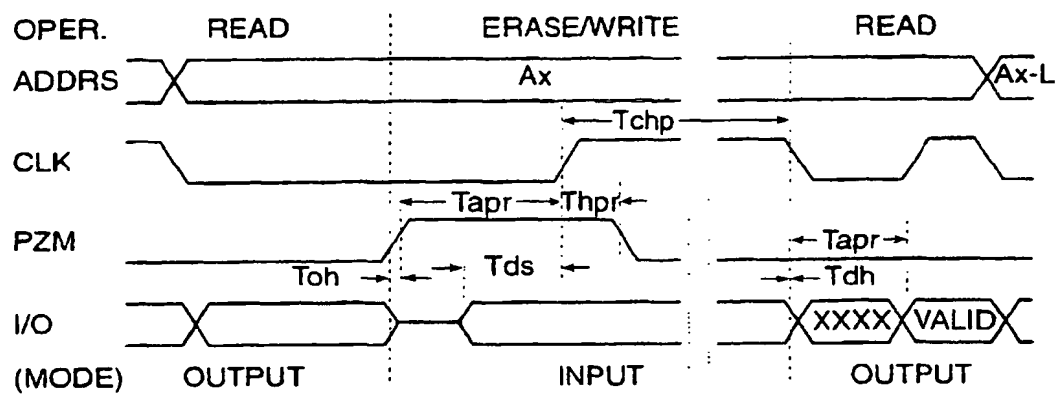 OPER. READ ERASE/WRITE READ
ADDRS Ax Ax-L
Tchp
CLK
Tapr Thpr
PZM Tapr
Toh Tds Tdh
I/O XXXX VALID
(MODE) OUTPUT INPUT OUTPUT